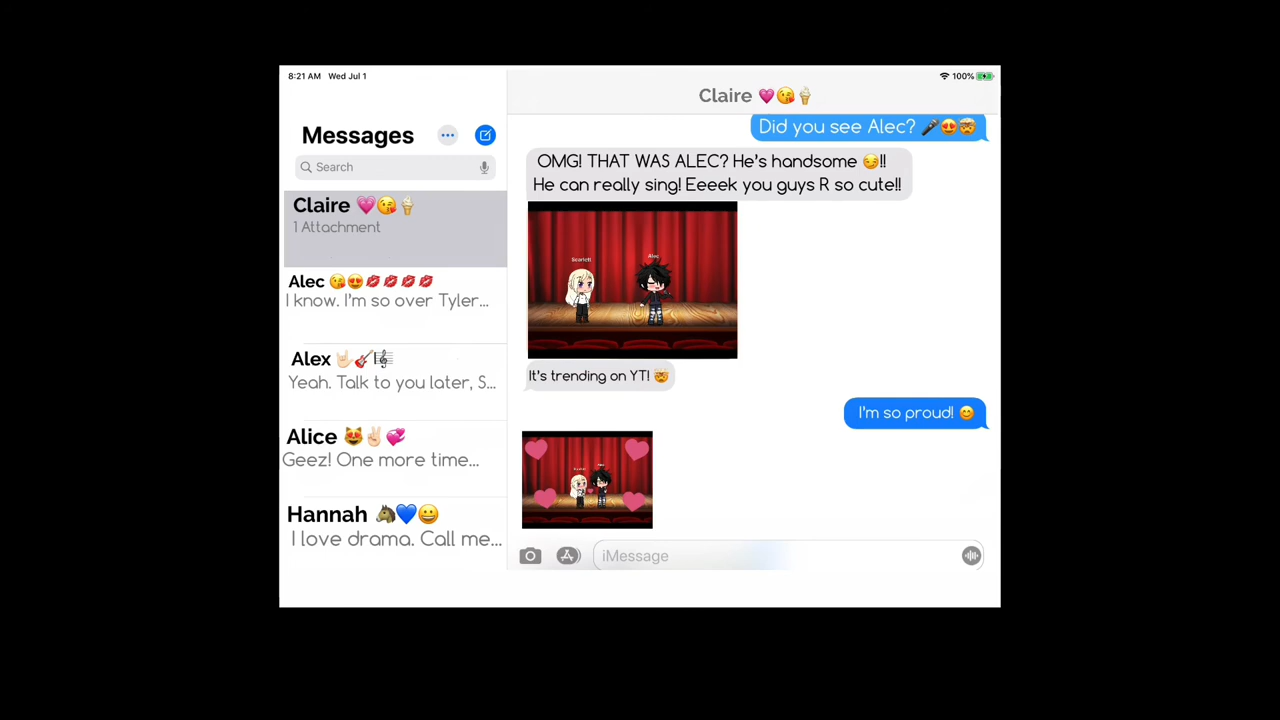 8:21 AM Wed Jul 1
100%
Messages
Search
Claire 💗😘🍦
1 Attachment
Alec 😘😍💋💋💋💋
I know. I'm so over Tyler...
Alex 🤟🏻🎸🎼
Yeah. Talk to you later, S...
Alice 😻✌🏻💞
Geez! One more time...
Hannah 🐴💙😀
I love drama. Call me...
Claire 💗😘🍦
Did you see Alec? 🎤😍🤯
OMG! THAT WAS ALEC? He's handsome 😏!!
He can really sing! Eeeek you guys R so cute!!
Scarlett
Alec
It's trending on YT! 🤯
I'm so proud! 😊
iMessage